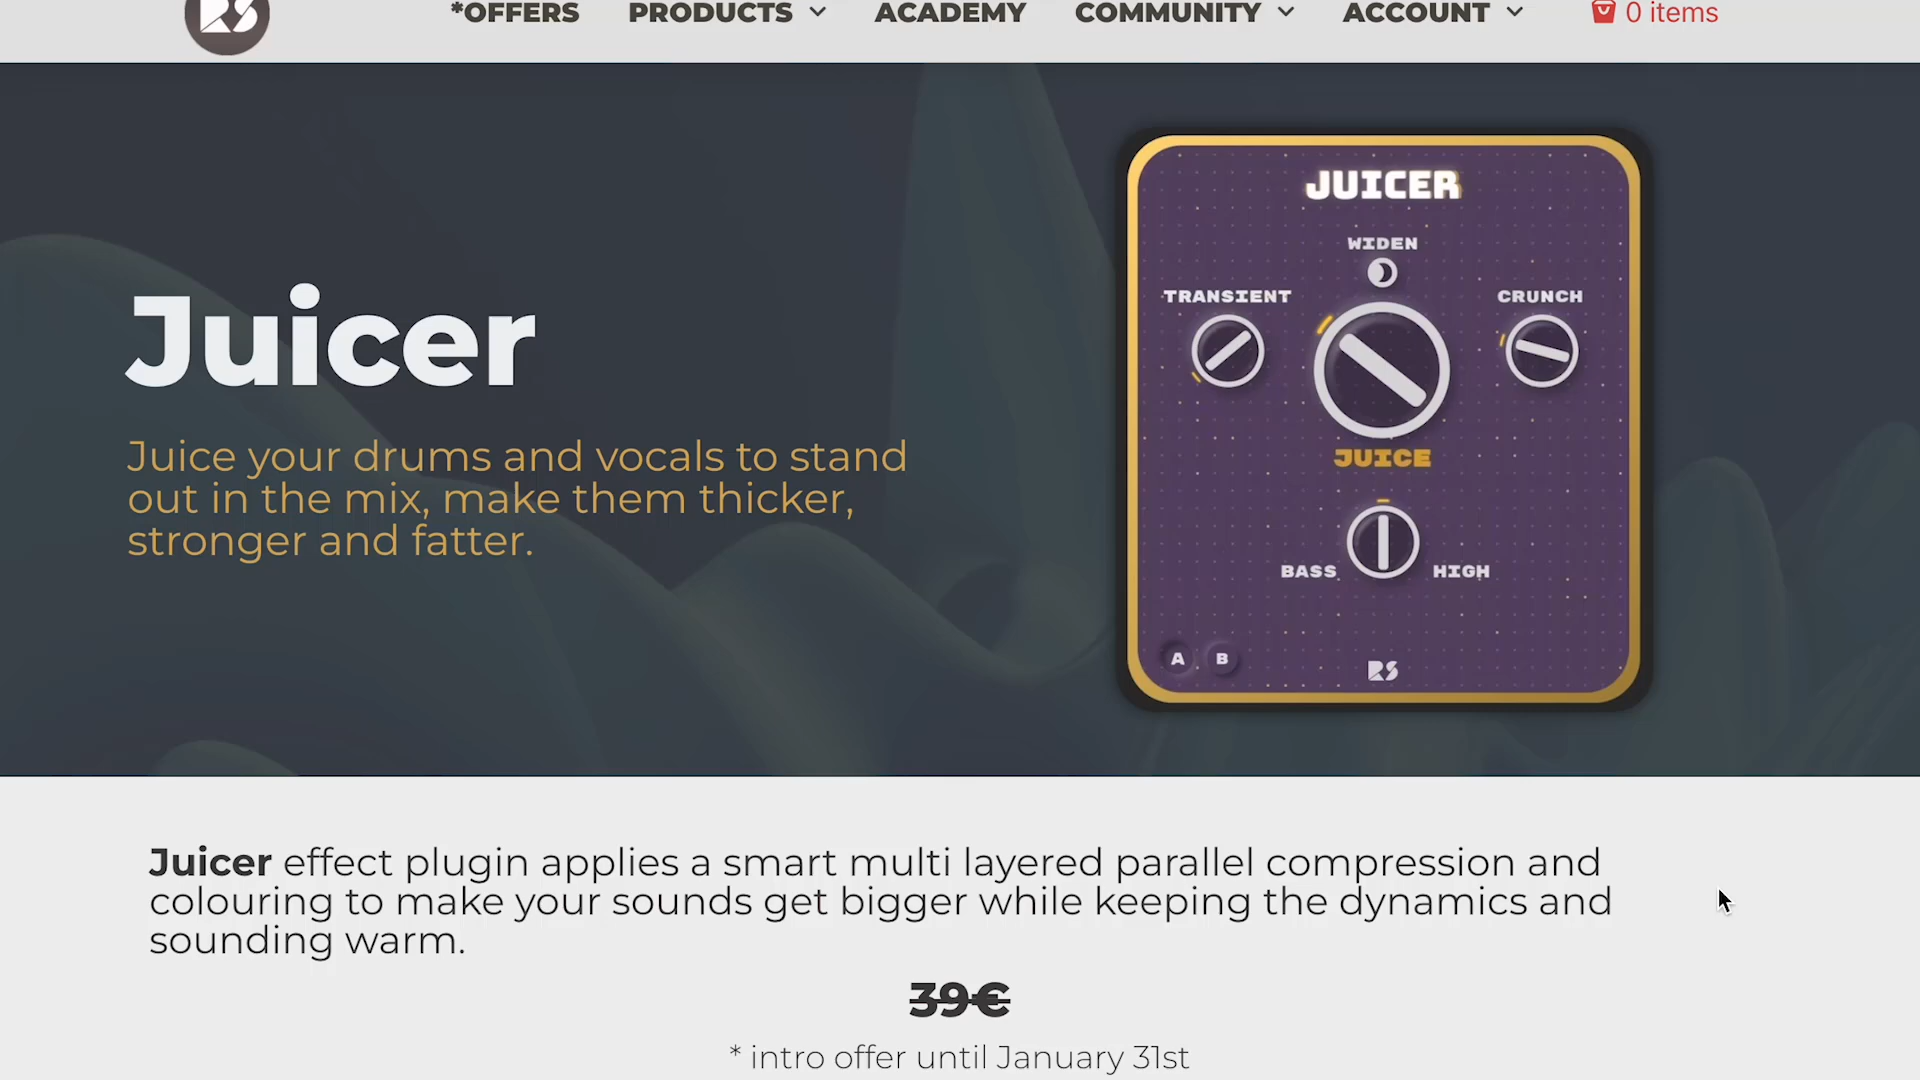 RS
*OFFERS PRODUCTS ACADEMY COMMUNITY ACCOUNT 0 items
JUICER
WIDEN
TRANSIENT CRUNCH
JUICE
BASS HIGH
A B RS
Juicer
Juice your drums and vocals to stand
out in the mix, make them thicker,
stronger and fatter.
Juicer effect plugin applies a smart multi layered parallel compression and
colouring to make your sounds get bigger while keeping the dynamics and
sounding warm.
39€
* intro offer until January 31st